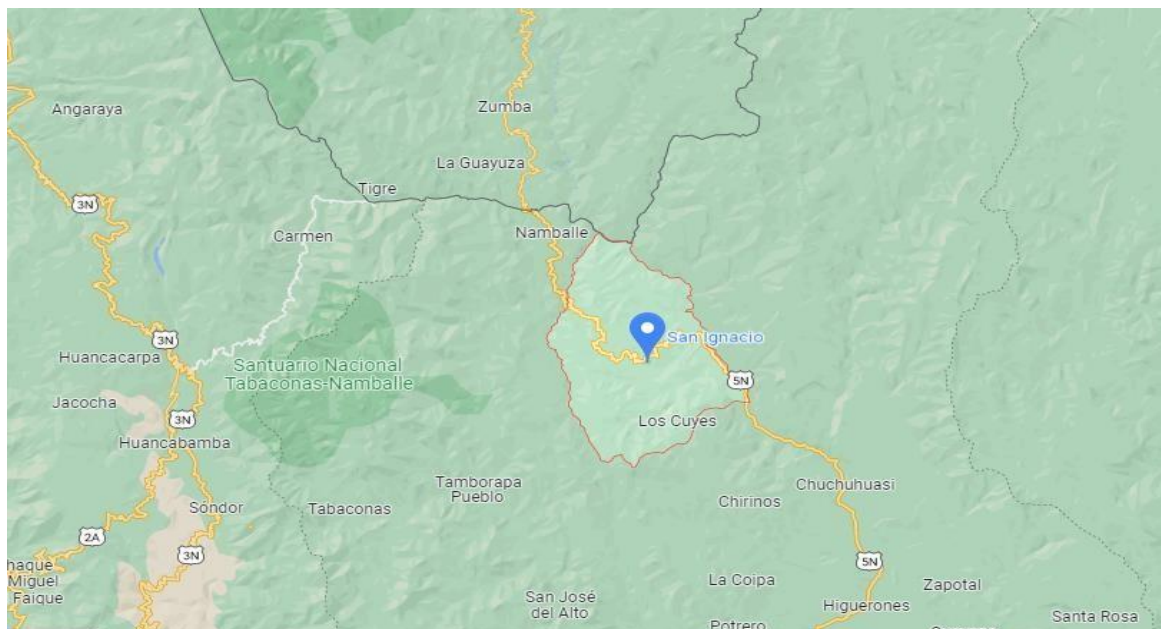 Angaraya
Zumba
La Guayuza
Tigre
3N
Carmen
Namballe
3N
San Ignacio
Huancacarpa
Santuario Nacional
Tabaconas-Namballe
5N
Jacocha
3N
Los Cuyes
Huancabamba
Tamborapa
Pueblo
Chuchuhuasi
Sóndor
Tabaconas
Chirinos
2A
3N
5N
Miguel
Faique
La Coipa
Zapotal
San José
del Alto
Higuerones
Santa Rosa
Potrero